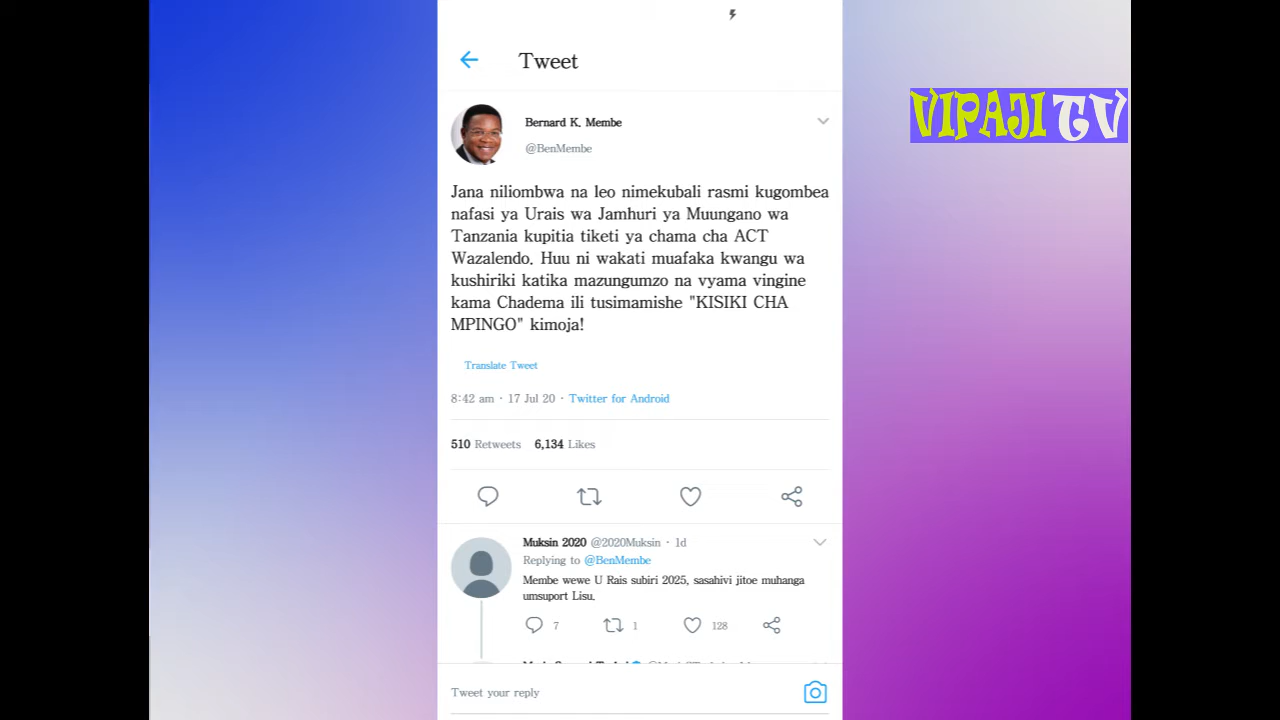 Tweet
VIPAJI TV
Bernard K. Membe
@BenMembe
Jana niliombwa na leo nimekubali rasmi kugombea
nafasi ya Urais wa Jamhuri ya Muungano wa
Tanzania kupitia tiketi ya chama cha ACT
Wazalendo. Huu ni wakati muafaka kwangu wa
kushiriki katika mazungumzo na vyama vingine
kama Chadema ili tusimamishe "KISIKI CHA
MPINGO" kimoja!
Translate Tweet
8:42 am · 17 Jul 20 · Twitter for Android
510 Retweets 6,134 Likes
Muksin 2020 @2020Muksin · 1d
Replying to @BenMembe
Membe wewe U Rais subiri 2025, sasahivi jitoe muhanga
umsuport Lisu.
7 1 128
Tweet your reply